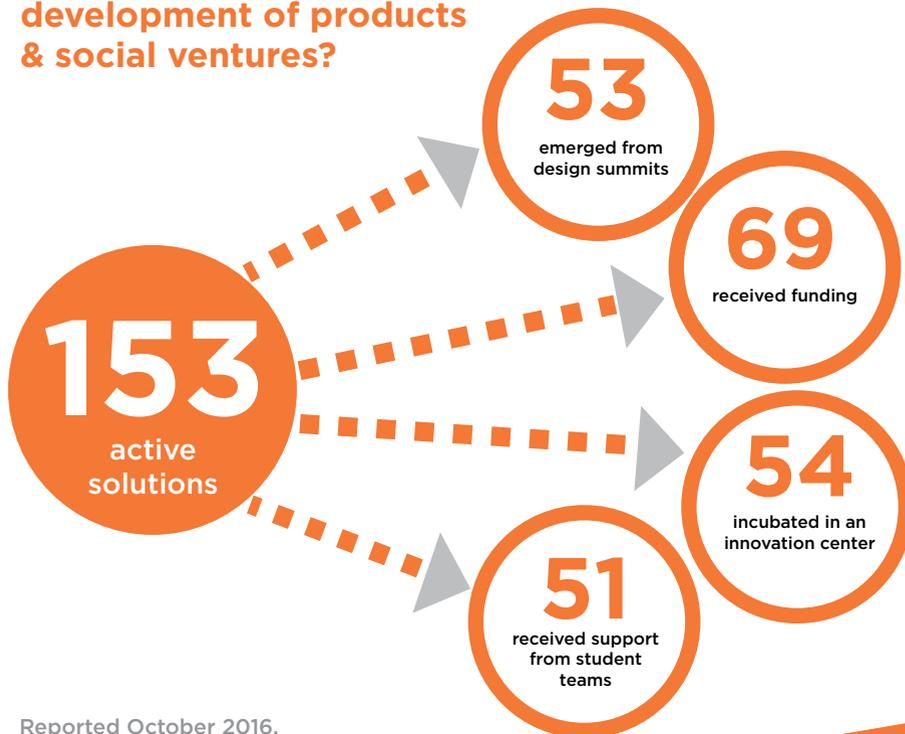 development of products
& social ventures?
53
emerged from
design summits
69
received funding
153
active
solutions
54
incubated in an
innovation center
51
received support
from student
teams
Reported October 2016.